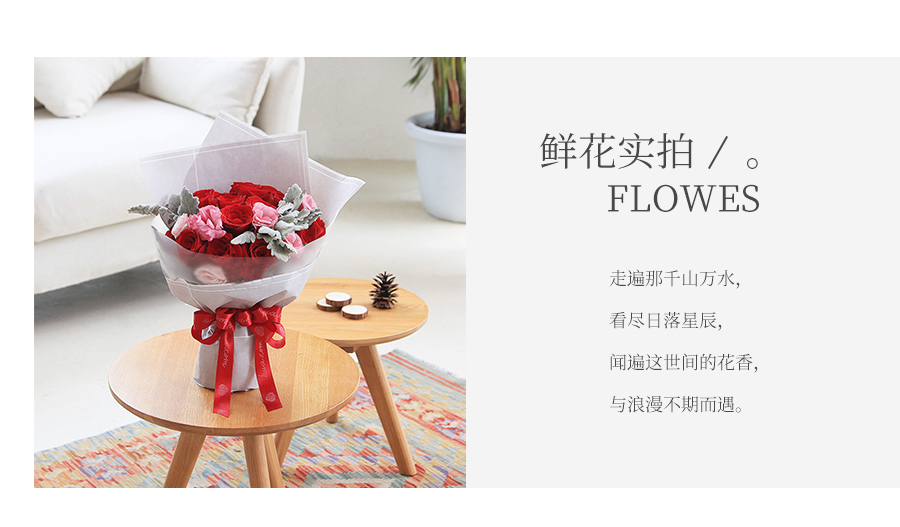 鲜花实拍 / 。
FLOWES
走遍那千山万水,
看尽日落星辰,
闻遍这世间的花香,
与浪漫不期而遇。